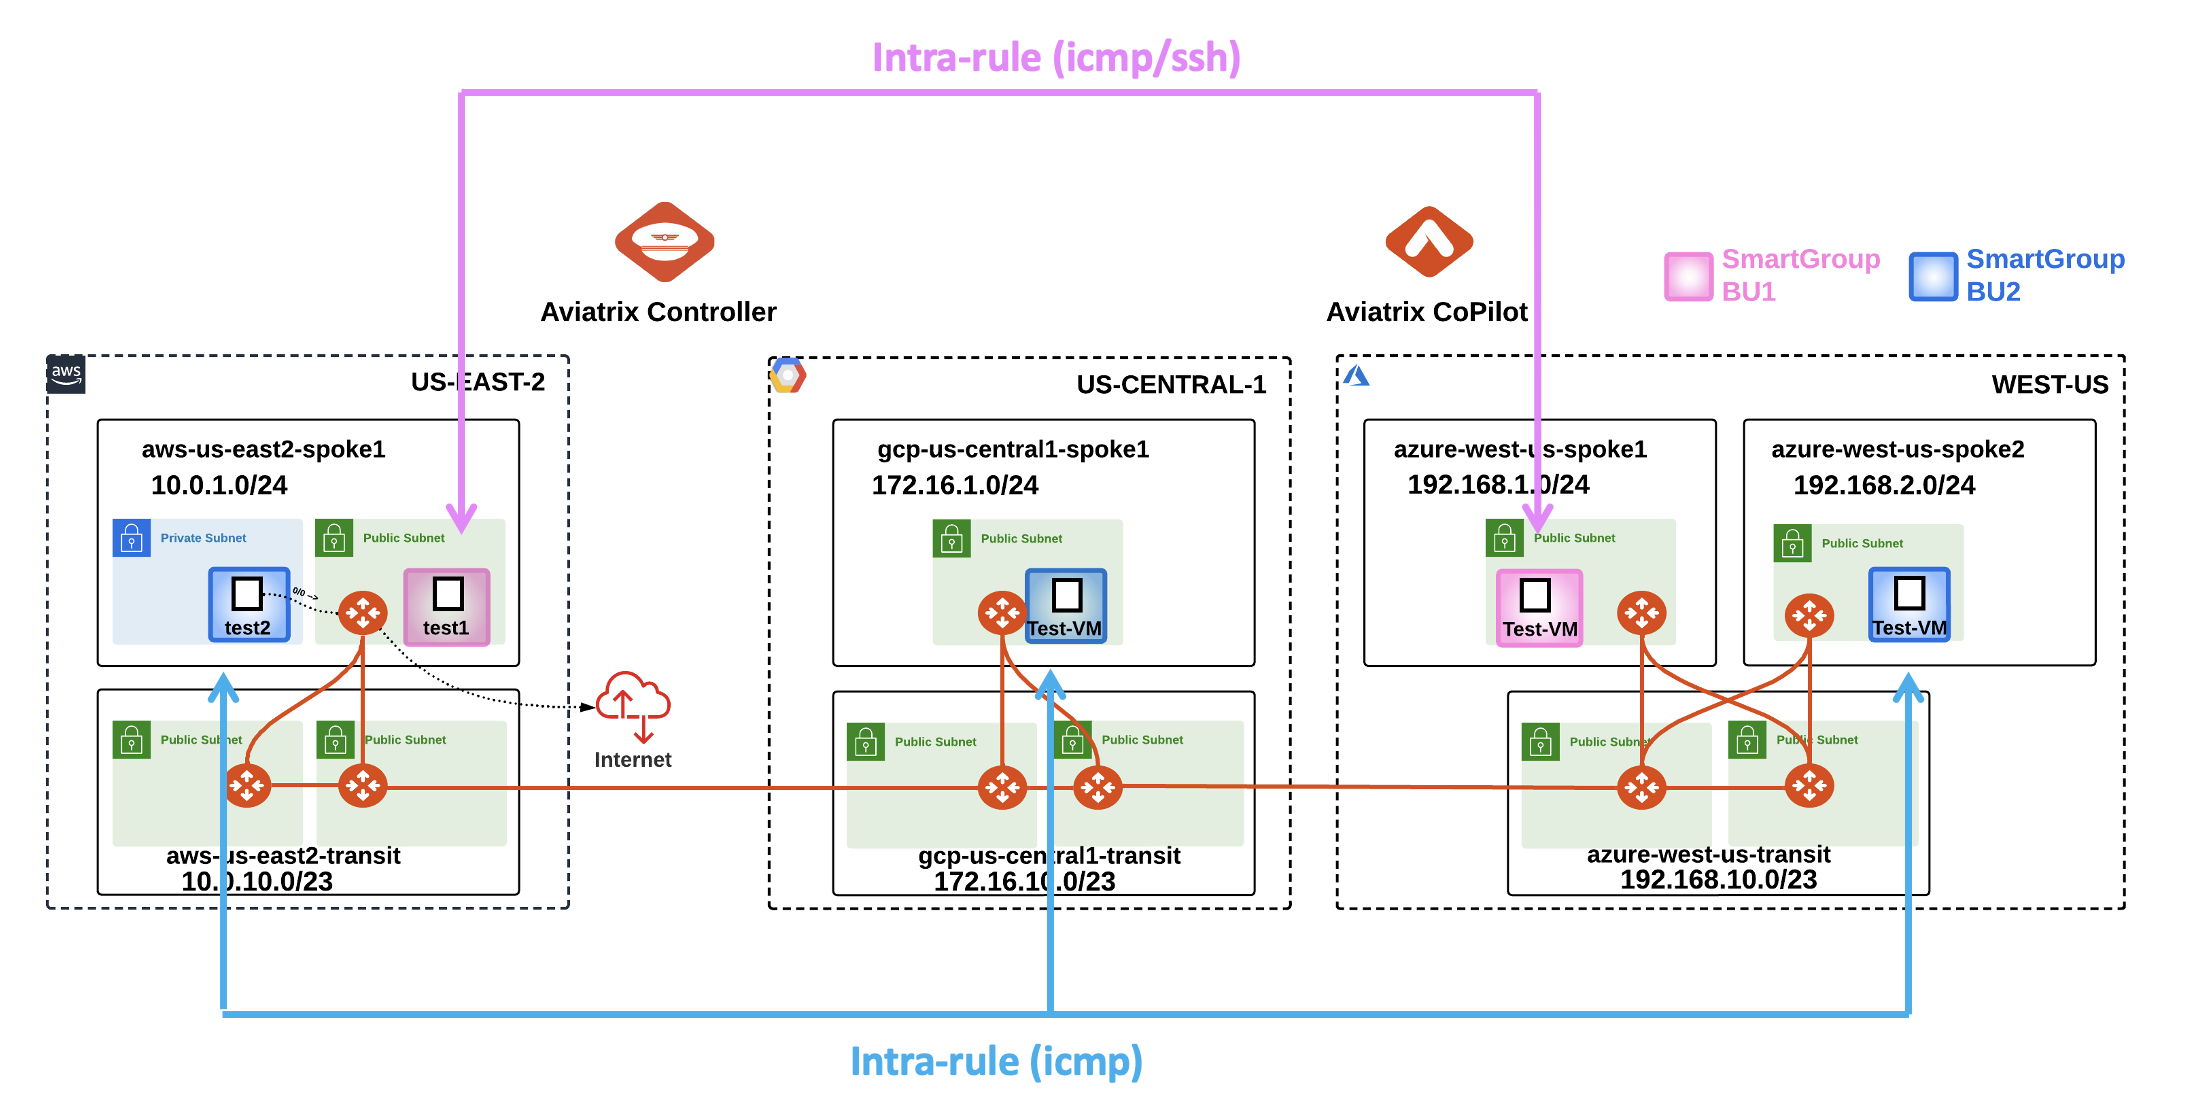 Intra-rule (icmp/ssh)
Aviatrix Controller
Aviatrix CoPilot
SmartGroup
BU1
SmartGroup
BU2
aws
US-EAST-2
aws-us-east2-spoke1
10.0.1.0/24
Private Subnet
Public Subnet
0/0 -->
test2
test1
Public Subnet
Public Subnet
aws-us-east2-transit
10.0.10.0/23
Internet
US-CENTRAL-1
gcp-us-central1-spoke1
172.16.1.0/24
Public Subnet
Test-VM
Public Subnet
Public Subnet
gcp-us-central1-transit
172.16.10.0/23
WEST-US
azure-west-us-spoke1
192.168.1.0/24
Public Subnet
Test-VM
azure-west-us-spoke2
192.168.2.0/24
Public Subnet
Test-VM
Public Subnet
Public Subnet
azure-west-us-transit
192.168.10.0/23
Intra-rule (icmp)